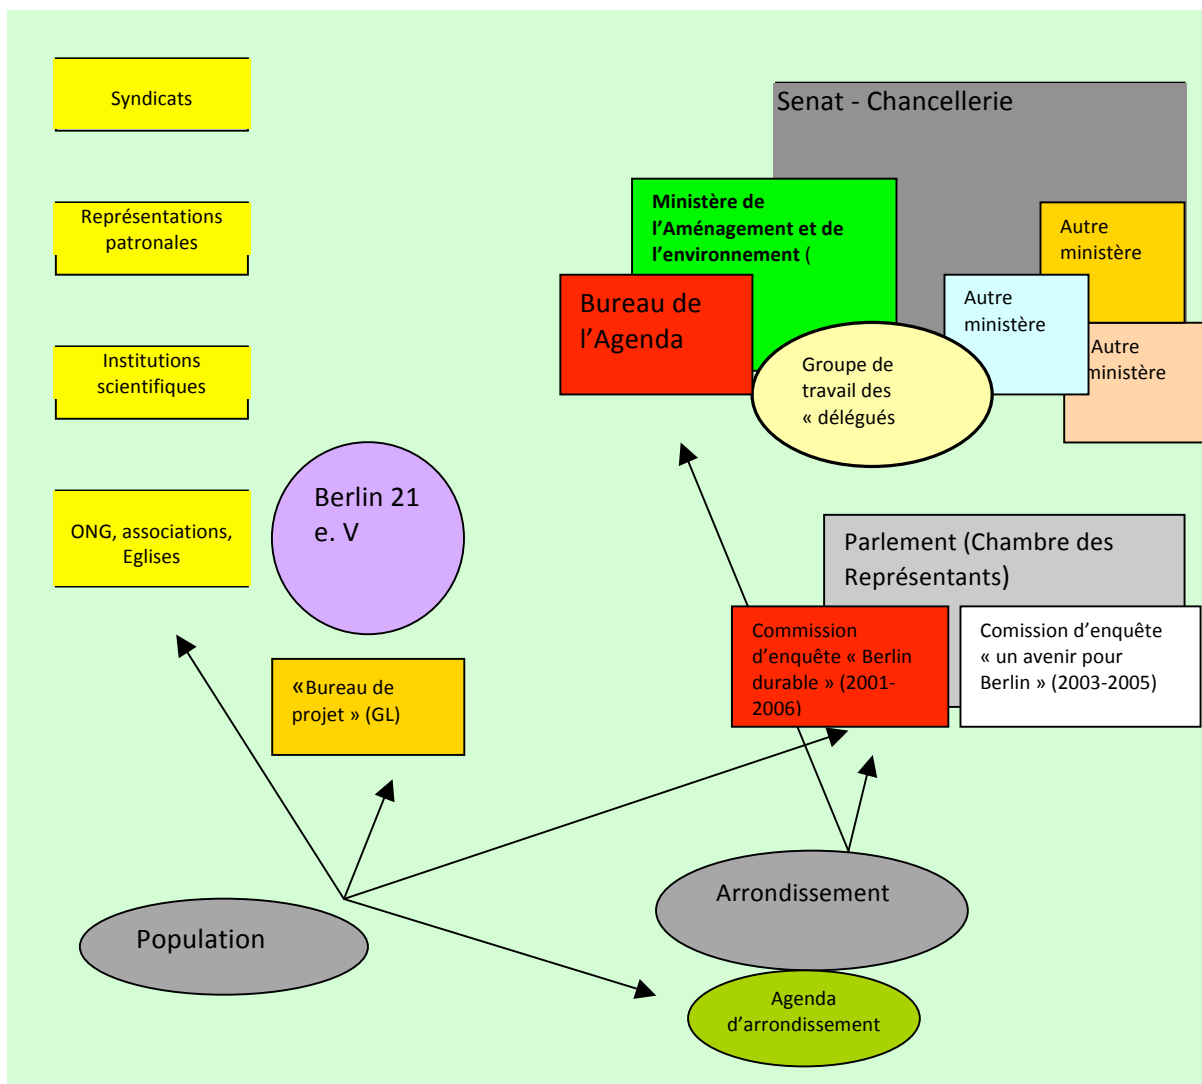 Syndicats
Représentations
patronales
Institutions
scientifiques
ONG, associations,
Eglises
Berlin 21
e. V
«Bureau de
projet » (GL)
Population
Senat - Chancellerie
Ministère de
l’Aménagement et de
l’environnement (
Bureau de
l’Agenda
Groupe de
travail des
« délégués
Autre
ministère
Autre
ministère
Autre
ministère
Parlement (Chambre des
Représentants)
Commission
d’enquête « Berlin
durable » (2001-
2006)
Comission d’enquête
« un avenir pour
Berlin » (2003-2005)
Arrondissement
Agenda
d’arrondissement